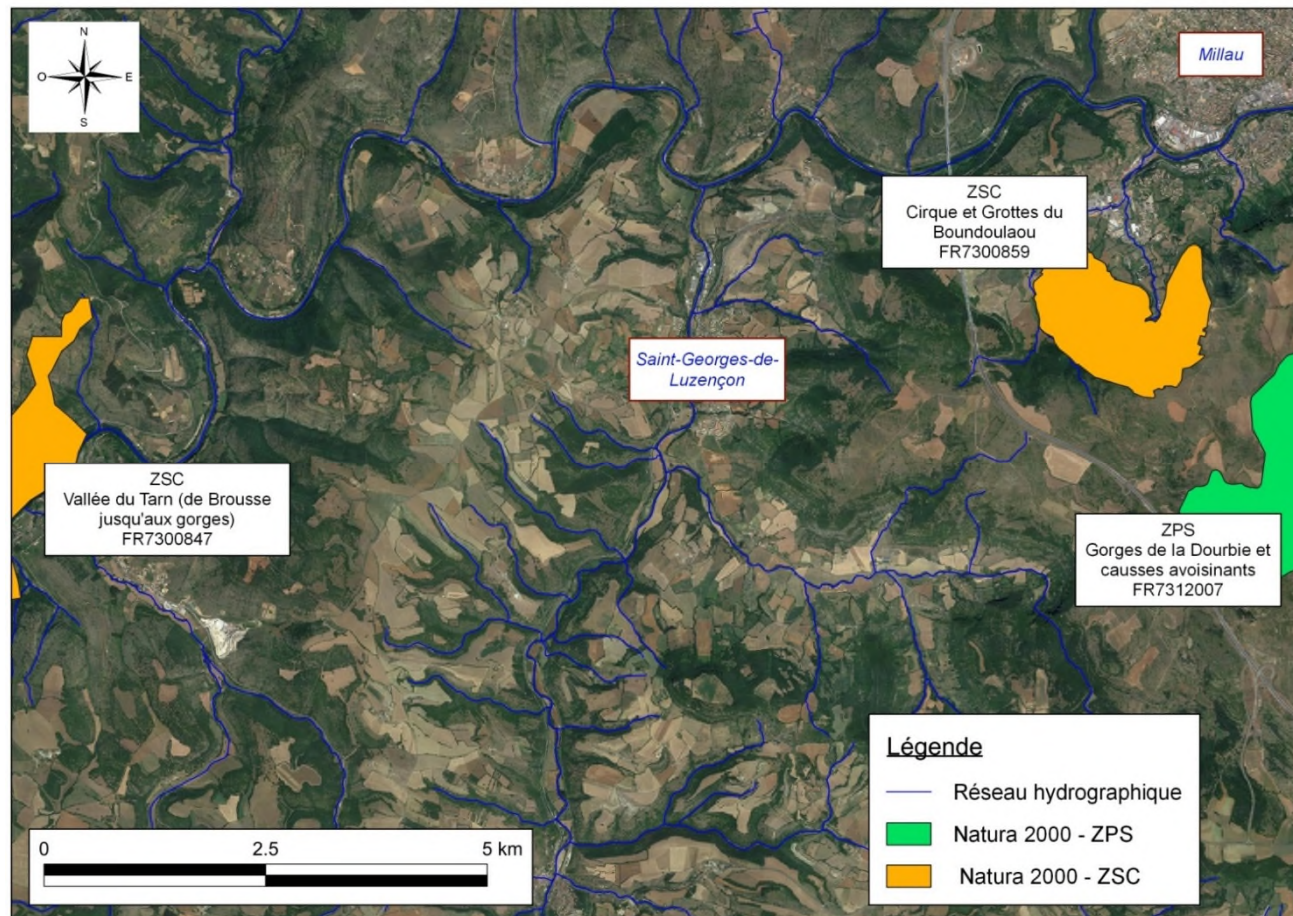 N
O
E
S
Millau
ZSC
Cirque et Grottes du
Boundoulaou
FR7300859
Saint-Georges-de-
Luzençon
ZSC
Vallée du Tarn (de Brousse
jusqu'aux gorges)
FR7300847
ZPS
Gorges de la Dourbie et
causses avoisinants
FR7312007
Légende
Réseau hydrographique
Natura 2000 - ZPS
Natura 2000 - ZSC
0
2.5
5 km